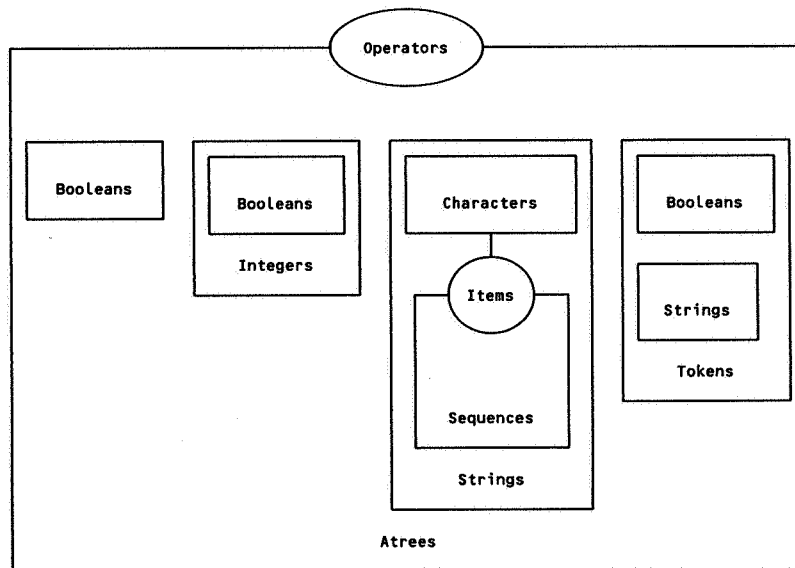 Operators
Booleans
Booleans
Integers
Characters
Items
Sequences
Strings
Booleans
Strings
Tokens
Atrees